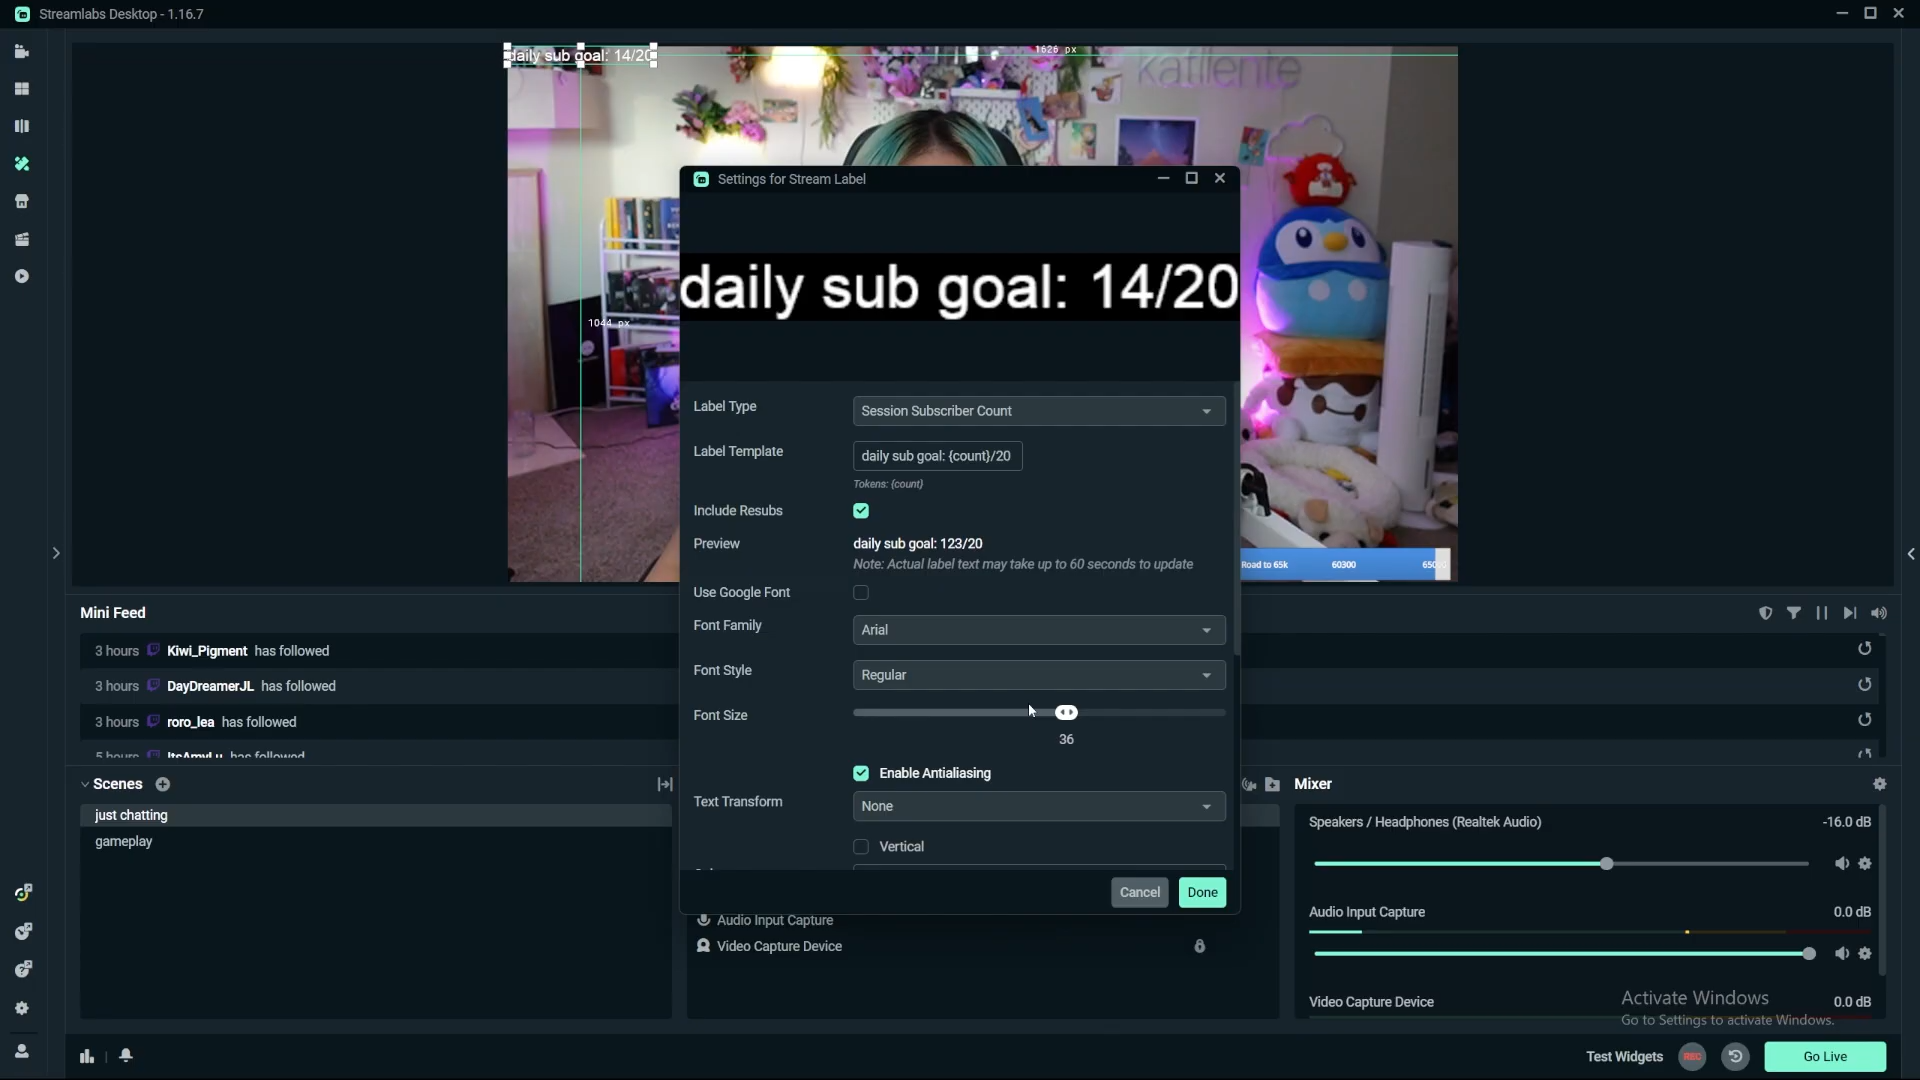 Streamlabs Desktop - 1.16.7
daily sub goal: 14/20
1626 px
katliente
Settings for Stream Label
daily sub goal: 14/20
1044 px
Label Type
Session Subscriber Count
Label Template
daily sub goal: {count}/20
Tokens: {count}
Include Resubs
Preview
daily sub goal: 123/20
Note: Actual label text may take up to 60 seconds to update
Road to 65k
60300
Use Google Font
Font Family
Arial
Font Style
Regular
Font Size
36
Enable Antialiasing
Text Transform
None
Vertical
Cancel
Done
Mini Feed
3 hours Kiwi_Pigment has followed
3 hours DayDreamerJL has followed
3 hours roro_lea has followed
5 hours ItsAmyLu has followed
Scenes
just chatting
gameplay
Audio Input Capture
Video Capture Device
Mixer
Speakers / Headphones (Realtek Audio)
-16.0 dB
Audio Input Capture
0.0 dB
Video Capture Device
0.0 dB
Activate Windows
Go to Settings to activate Windows.
Test Widgets
REC
Go Live